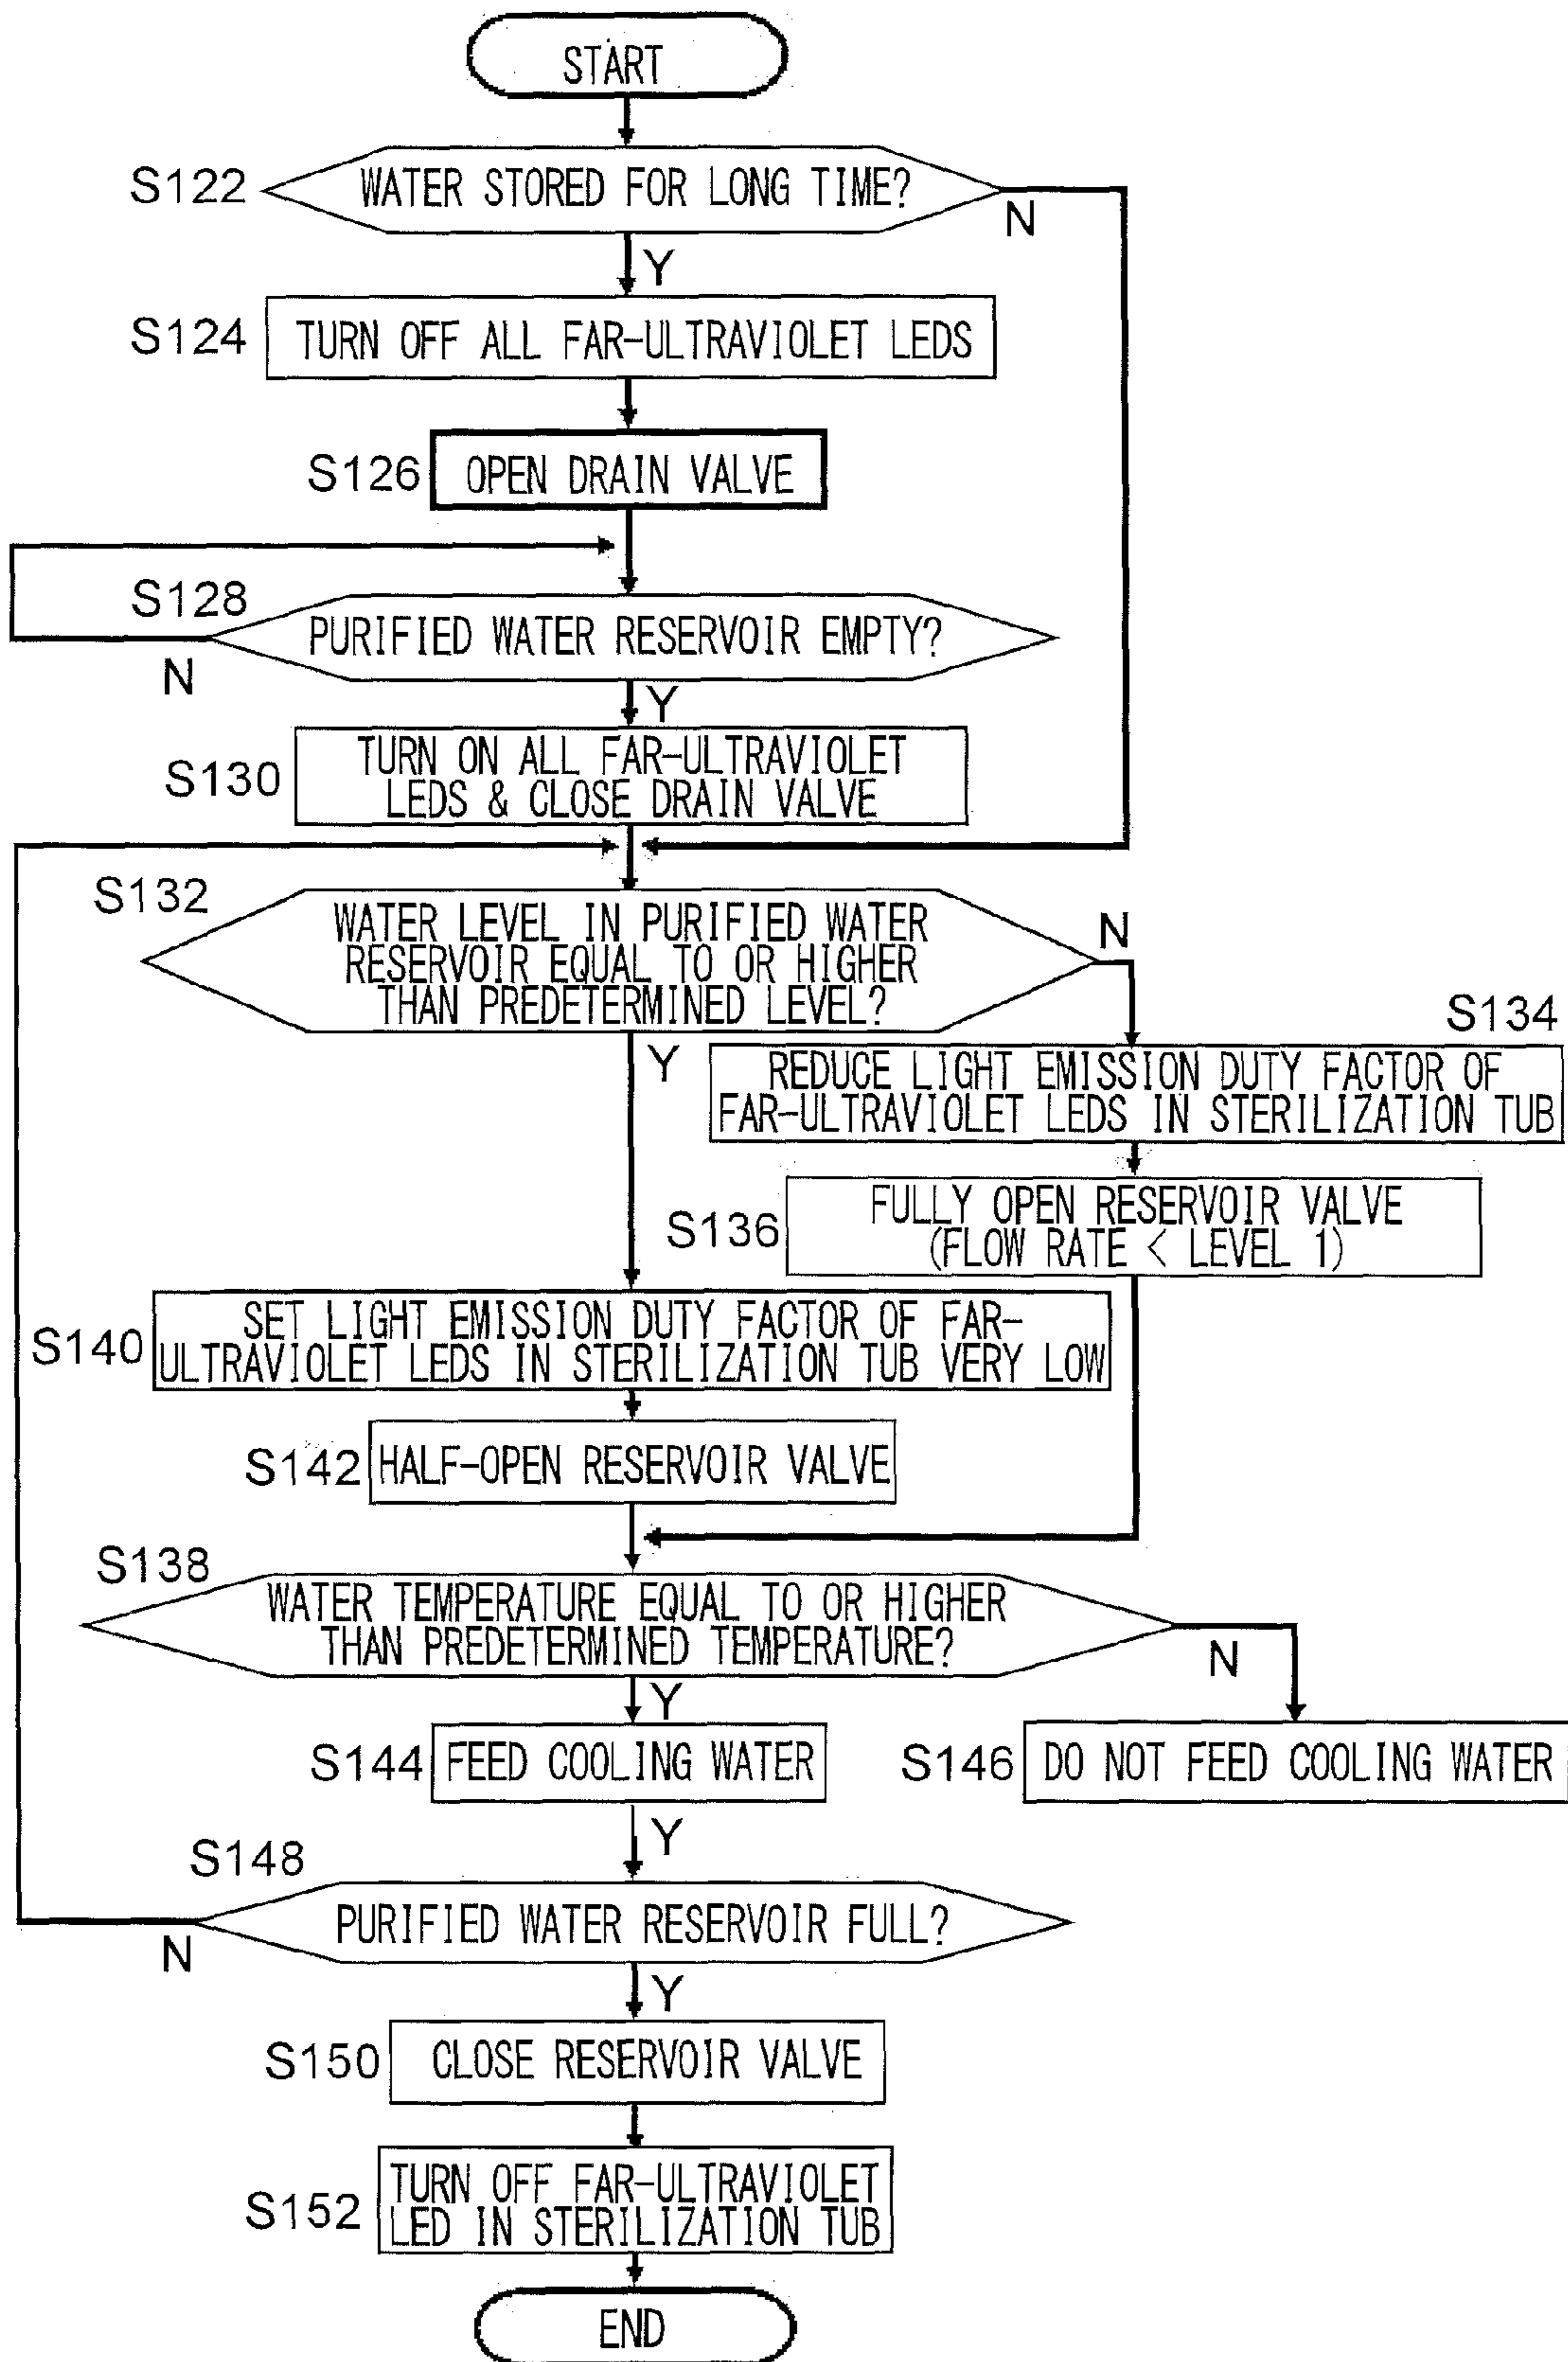 START
S122
WATER STORED FOR LONG TIME?
N
Y
S124
TURN OFF ALL FAR-ULTRAVIOLET LEDS
S126
OPEN DRAIN VALVE
S128
PURIFIED WATER RESERVOIR EMPTY?
N
Y
S130
TURN ON ALL FAR-ULTRAVIOLET
LEDS & CLOSE DRAIN VALVE
S132
WATER LEVEL IN PURIFIED WATER
RESERVOIR EQUAL TO OR HIGHER
THAN PREDETERMINED LEVEL?
N
Y
S134
REDUCE LIGHT EMISSION DUTY FACTOR OF
FAR-ULTRAVIOLET LEDS IN STERILIZATION TUB
S136
FULLY OPEN RESERVOIR VALVE
(FLOW RATE < LEVEL 1)
S140
SET LIGHT EMISSION DUTY FACTOR OF FAR-
ULTRAVIOLET LEDS IN STERILIZATION TUB VERY LOW
S142
HALF-OPEN RESERVOIR VALVE
S138
WATER TEMPERATURE EQUAL TO OR HIGHER
THAN PREDETERMINED TEMPERATURE?
N
Y
S144
FEED COOLING WATER
S146
DO NOT FEED COOLING WATER
Y
S148
PURIFIED WATER RESERVOIR FULL?
N
Y
S150
CLOSE RESERVOIR VALVE
S152
TURN OFF FAR-ULTRAVIOLET
LED IN STERILIZATION TUB
END